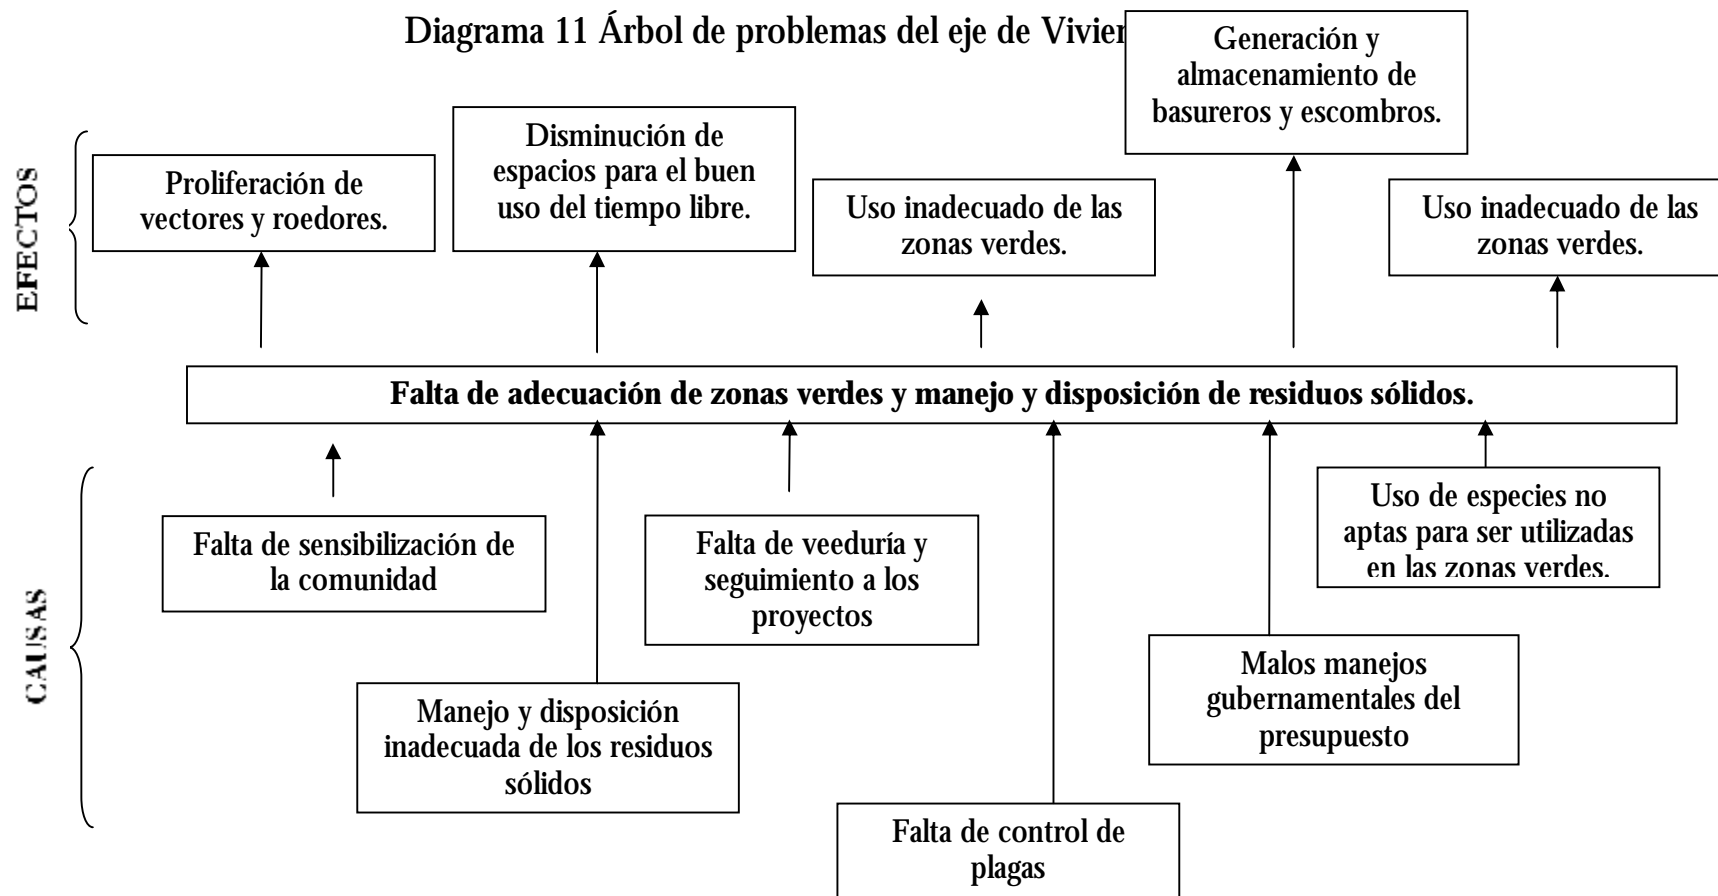 Diagrama 11 Árbol de problemas del eje de
Generación y
almacenamiento de
basureros y escombros.
EFECTOS
Proliferación de
vectores y roedores.
Disminución de
espacios para el buen
uso del tiempo libre.
Uso inadecuado de las
zonas verdes.
Uso inadecuado de las
zonas verdes.
Falta de adecuación de zonas verdes y manejo y disposición de residuos sólidos.
CAUSAS
Falta de sensibilización de
la comunidad
Manejo y disposición
inadecuada de los residuos
sólidos
Falta de veeduría y
seguimiento a los
proyectos
Falta de control de
plagas
Malos manejos
gubernamentales del
presupuesto
Uso de especies no
aptas para ser utilizadas
en las zonas verdes.